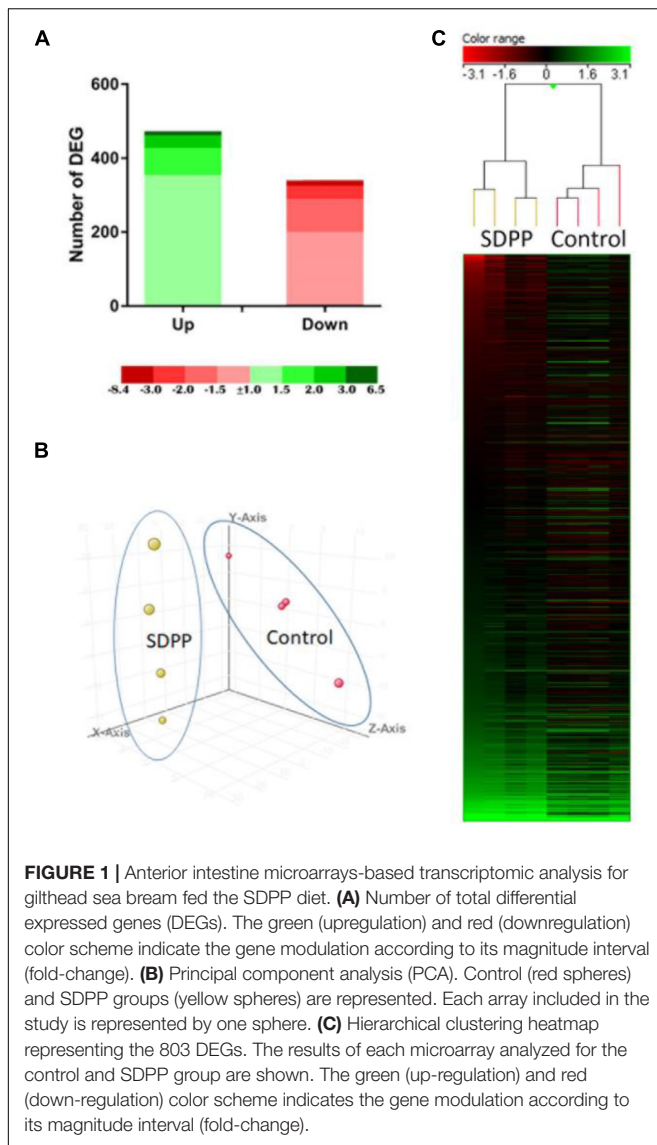 A
C
Color range
-3.1 -1.6 0 1.6 3.1
600
400
200
0
Number of DEG
Up Down
-8.4 -3.0 -2.0 -1.5 ±1.0 1.5 2.0 3.0 6.5
SDPP Control
B
Y-Axis
SDPP
Control
X-Axis
Z-Axis
FIGURE 1 | Anterior intestine microarrays-based transcriptomic analysis for
gilthead sea bream fed the SDPP diet. (A) Number of total differential
expressed genes (DEGs). The green (upregulation) and red (downregulation)
color scheme indicate the gene modulation according to its magnitude interval
(fold-change). (B) Principal component analysis (PCA). Control (red spheres)
and SDPP groups (yellow spheres) are represented. Each array included in the
study is represented by one sphere. (C) Hierarchical clustering heatmap
representing the 803 DEGs. The results of each microarray analyzed for the
control and SDPP group are shown. The green (up-regulation) and red
(down-regulation) color scheme indicates the gene modulation according to
its magnitude interval (fold-change).